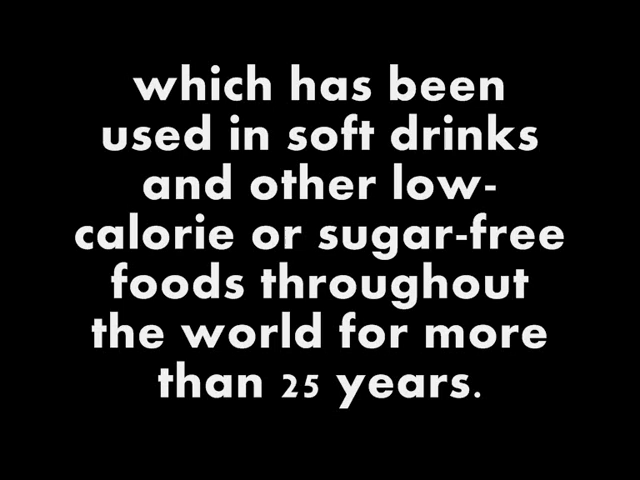 which has been
used in soft drinks
and other low-
calorie or sugar-free
foods throughout
the world for more
than 25 years.